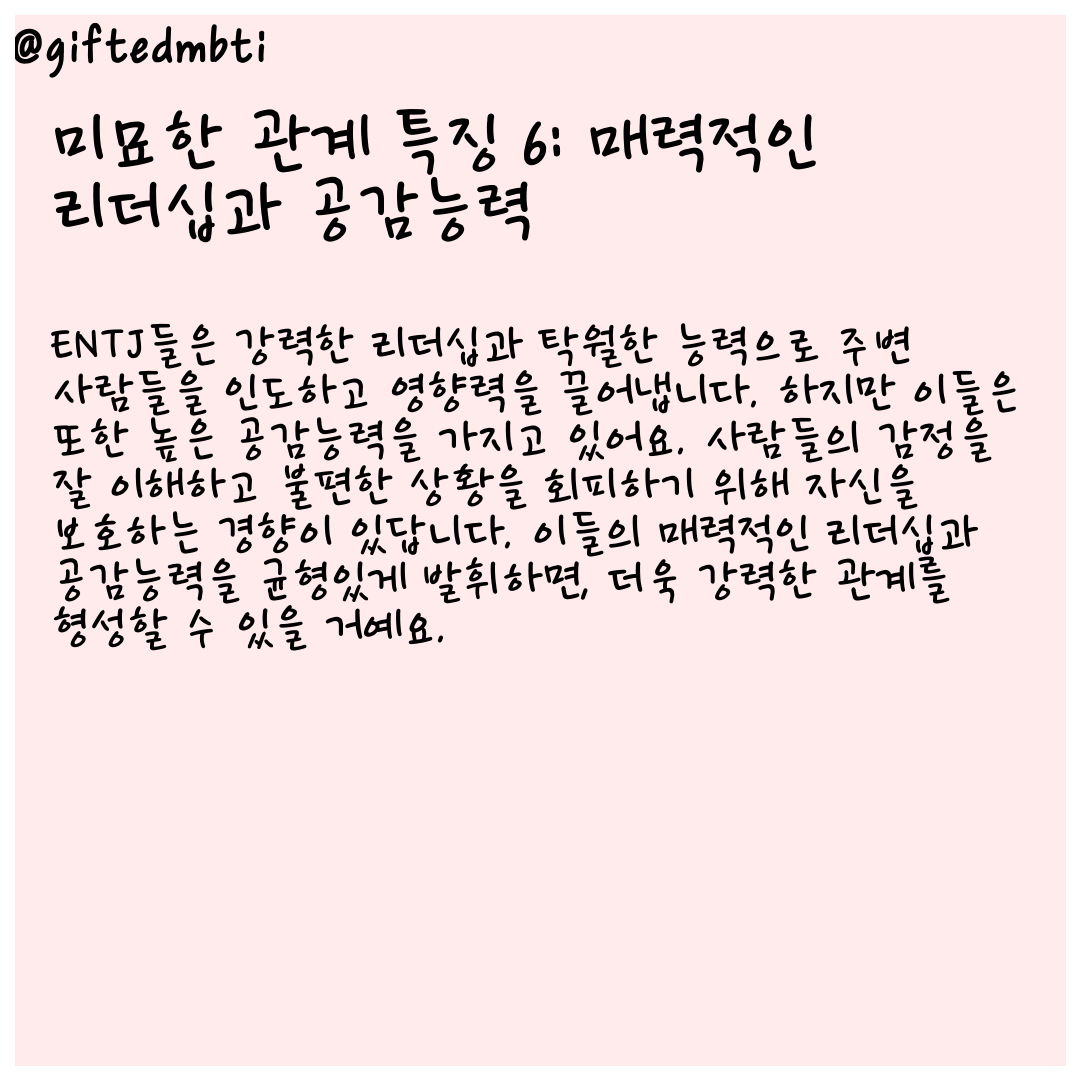 @giftedmbti
미묘한 관계 특징 6: 매력적인
리더십과 공감능력
ENTJ들은 강력한 리더십과 탁월한 능력으로 주변
사람들을 인도하고 영향력을 끌어냅니다. 하지만 이들은
또한 높은 공감능력을 가지고 있어요. 사람들의 감정을
잘 이해하고 불편한 상황을 회피하기 위해 자신을
보호하는 경향이 있답니다. 이들의 매력적인 리더십과
공감능력을 균형있게 발휘하면, 더욱 강력한 관계를
형성할 수 있을 거예요.